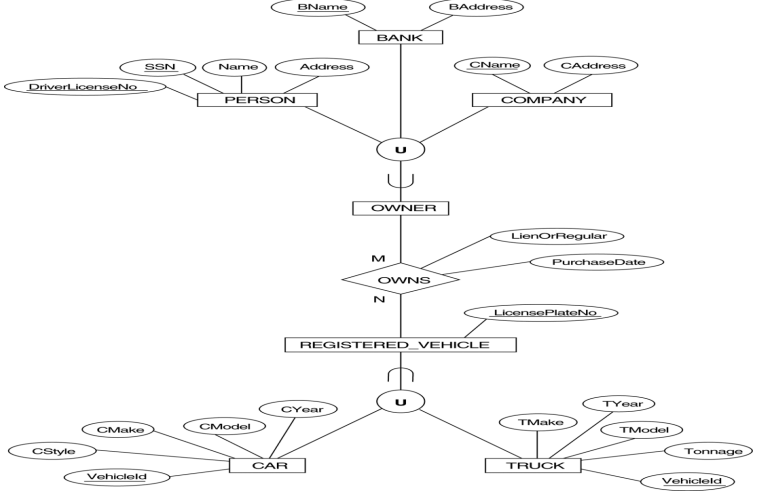 BName BAddress
BANK
SSN Name Address
CName CAddress
DriverLicenseNo
PERSON COMPANY
U
OWNER
LienOrRegular
M
PurchaseDate
OWNS
N
LicensePlateNo
REGISTERED_VEHICLE
U
CYear TYear
CModel TMake
CMake TModel
CStyle Tonnage
CAR TRUCK
VehicleId VehicleId